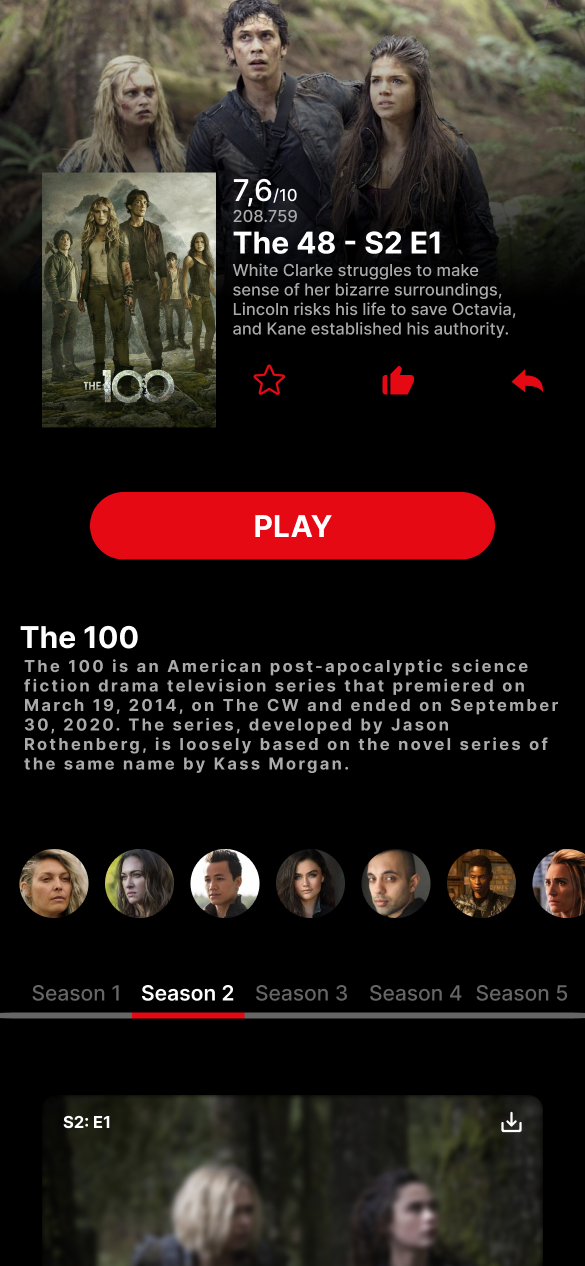 7,6/10
208.759
The 48 - S2 E1
White Clarke struggles to make
sense of her bizarre surroundings,
Lincoln risks his life to save Octavia,
and Kane established his authority.
THE 100
PLAY
The 100
The 100 is an American post-apocalyptic science
fiction drama television series that premiered on
March 19, 2014, on The CW and ended on September
30, 2020. The series, developed by Jason
Rothenberg, is loosely based on the novel series of
the same name by Kass Morgan.
Season 1 Season 2 Season 3 Season 4 Season 5
S2: E1